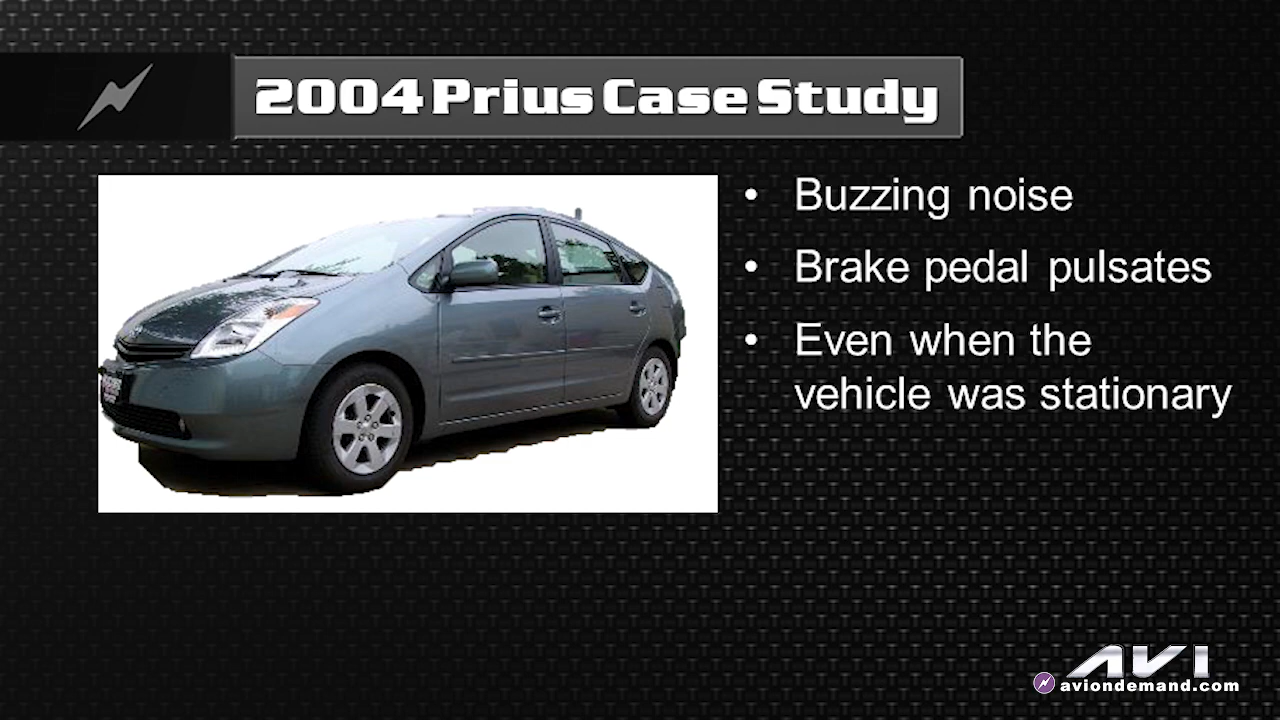 2004 Prius Case Study
• Buzzing noise
• Brake pedal pulsates
• Even when the
vehicle was stationary
AVI
aviondemand.com